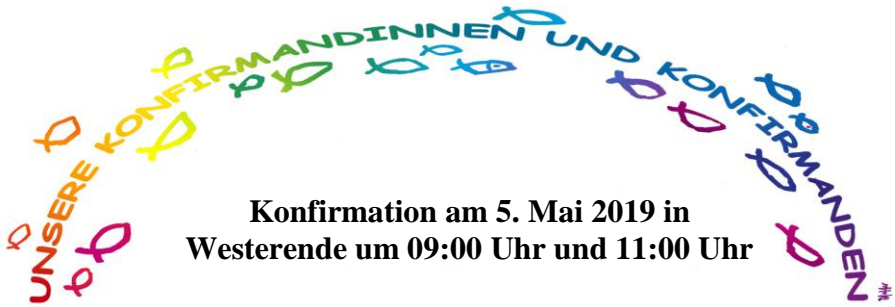 UNSERE KONFIRMANDINNEN UND KONFIRMANDEN
Konfirmation am 5. Mai 2019 in
Westerende um 09:00 Uhr und 11:00 Uhr